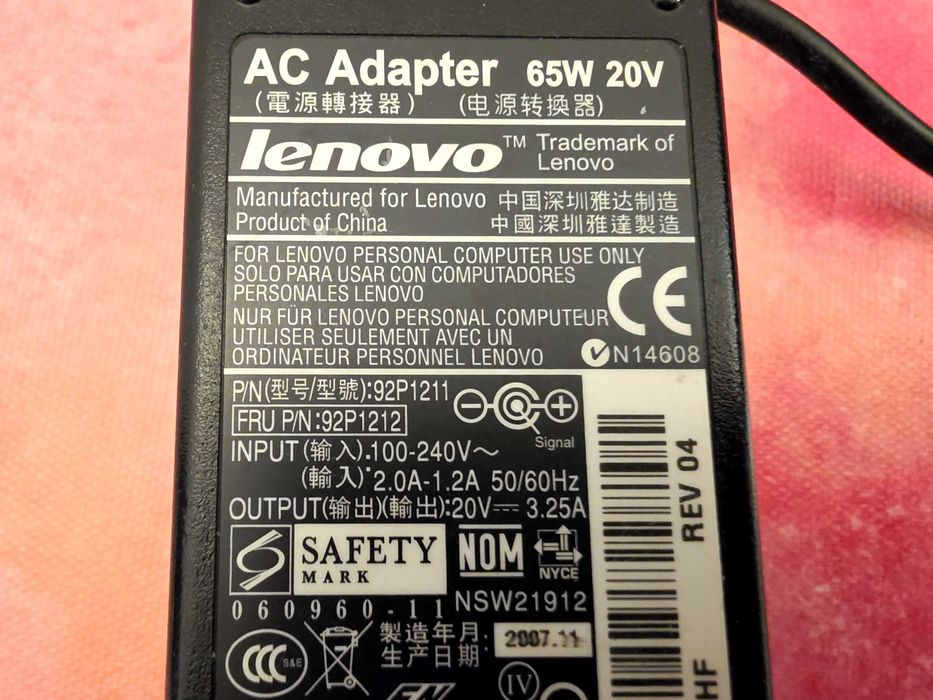 AC Adapter 65W 20V
(電源轉接器) (电源转换器)
lenovo™ Trademark of
Lenovo
Manufactured for Lenovo 中国深圳雅达制造
Product of China 中國深圳雅達製造
FOR LENOVO PERSONAL COMPUTER USE ONLY
SOLO PARA USAR CON COMPUTADORES
PERSONALES LENOVO
NUR FÜR LENOVO PERSONAL COMPUTEUR
UTILISER SEULEMENT AVEC UN
ORDINATEUR PERSONNEL LENOVO
CE
N14608
P/N(型号/型號):92P1211
FRU P/N:92P1212
Signal
INPUT(输入).100-240V~
(輸入):2.0A-1.2A 50/60Hz
OUTPUT(输出)(輸出):20V⎓3.25A
SAFETY
MARK
060960-11
NOM
NYCE
NSW21912
CCC S&E
製造年月:
生产日期
2007.11
IV
REV 04
HF